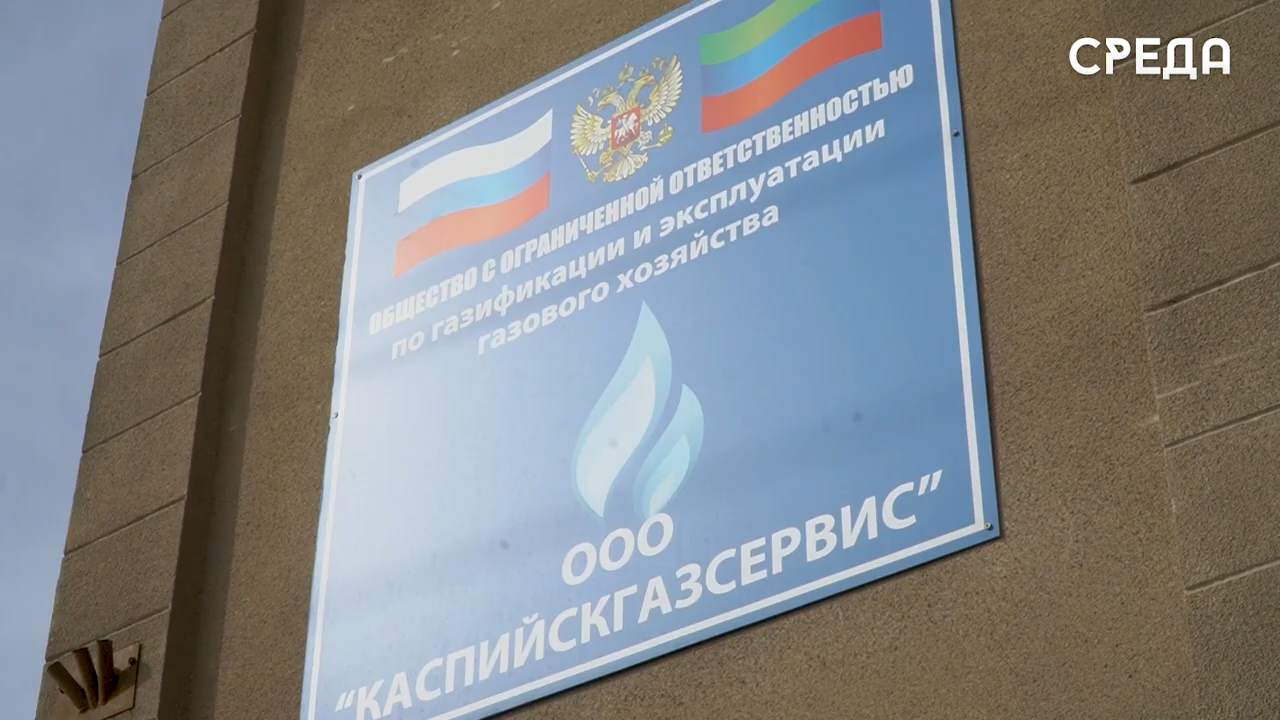 СРЕДА
ОБЩЕСТВО С ОГРАНИЧЕННОЙ ОТВЕТСТВЕННОСТЬЮ
по газификации и эксплуатации
газового хозяйства
ООО
“КАСПИЙСКГАЗСЕРВИС”